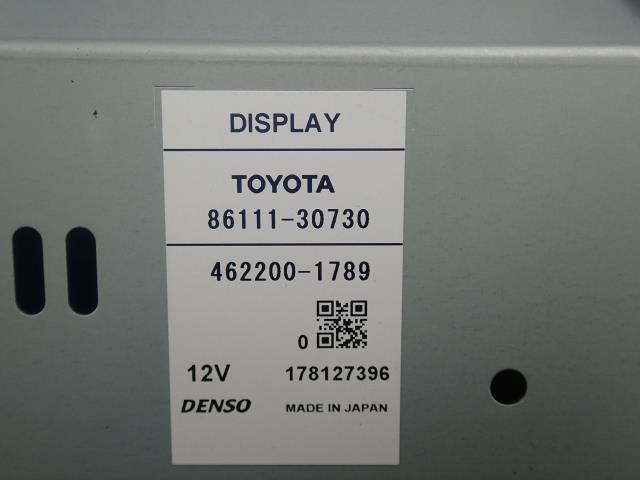 DISPLAY
TOYOTA
86111-30730
462200-1789
0
12V 178127396
DENSO MADE IN JAPAN